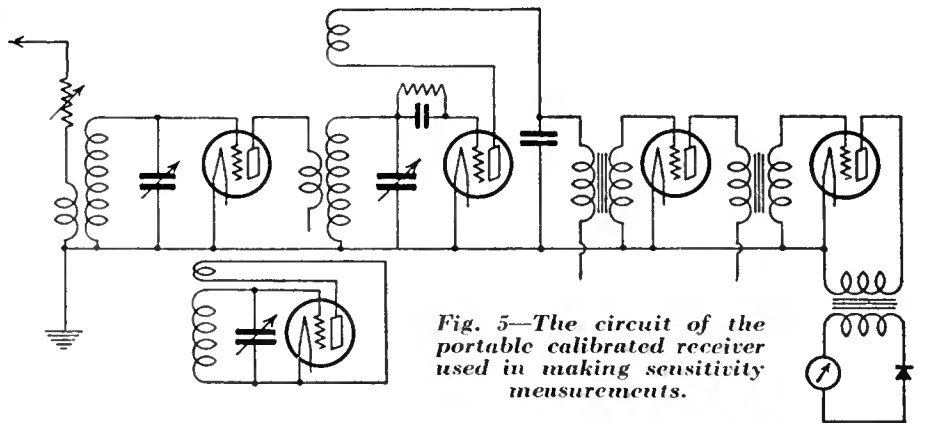 Fig. 5—The circuit of the
portable calibrated receiver
used in making sensitivity
measurements.